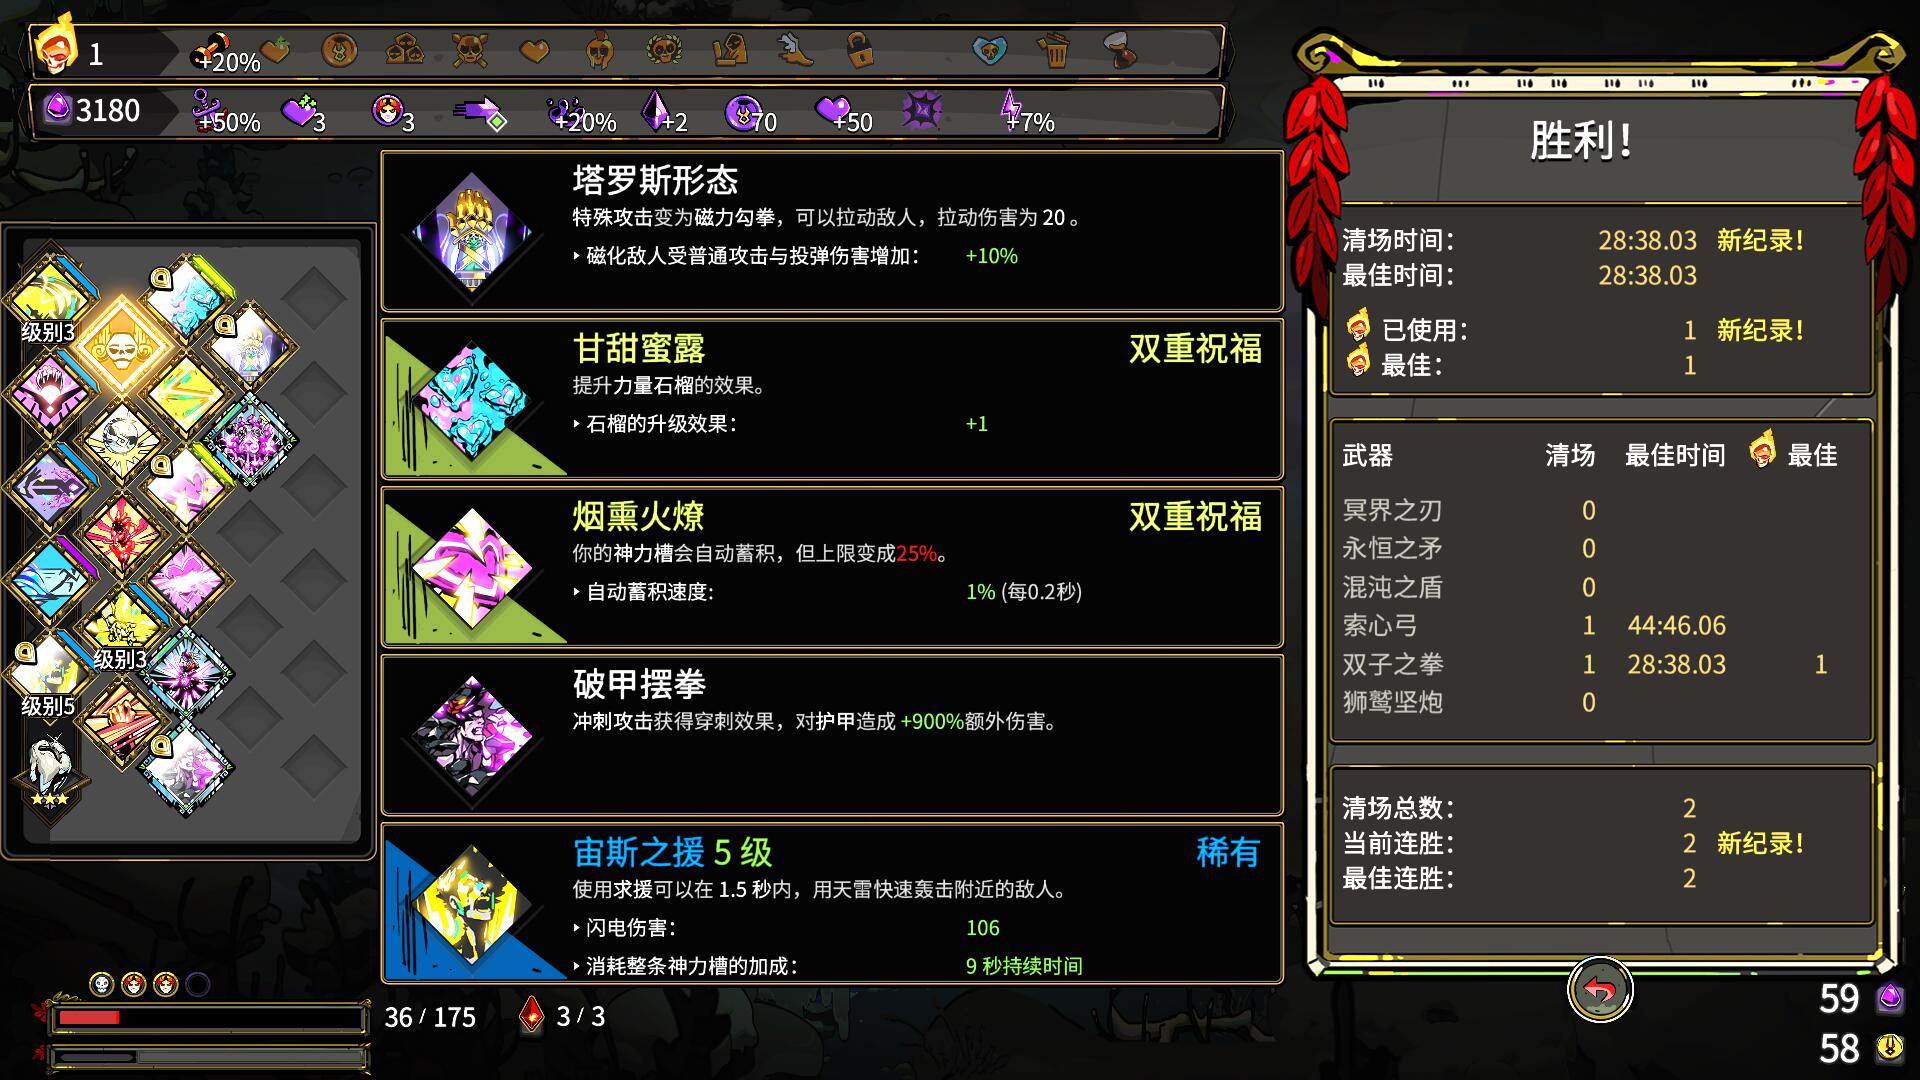 1
+20%
3180
+50%
3
3
+20%
+2
70
+50
+7%
级别3
级别3
级别5
塔罗斯形态
特殊攻击变为磁力勾拳，可以拉动敌人，拉动伤害为 20 。
磁化敌人受普通攻击与投弹伤害增加： +10%
甘甜蜜露 双重祝福
提升力量石榴的效果。
石榴的升级效果： +1
烟熏火燎 双重祝福
你的神力槽会自动蓄积，但上限变成25%。
自动蓄积速度: 1% (每0.2秒)
破甲摆拳
冲刺攻击获得穿刺效果，对护甲造成 +900%额外伤害。
宙斯之援 5 级 稀有
使用求援可以在 1.5 秒内，用天雷快速轰击附近的敌人。
闪电伤害： 106
消耗整条神力槽的加成： 9 秒持续时间
36 / 175
3 / 3
胜利！
清场时间： 28:38.03 新纪录！
最佳时间： 28:38.03
已使用： 1 新纪录！
最佳： 1
武器 清场 最佳时间 最佳
冥界之刃 0
永恒之矛 0
混沌之盾 0
索心弓 1 44:46.06
双子之拳 1 28:38.03 1
狮鹫坚炮 0
清场总数： 2
当前连胜： 2 新纪录！
最佳连胜： 2
59
58